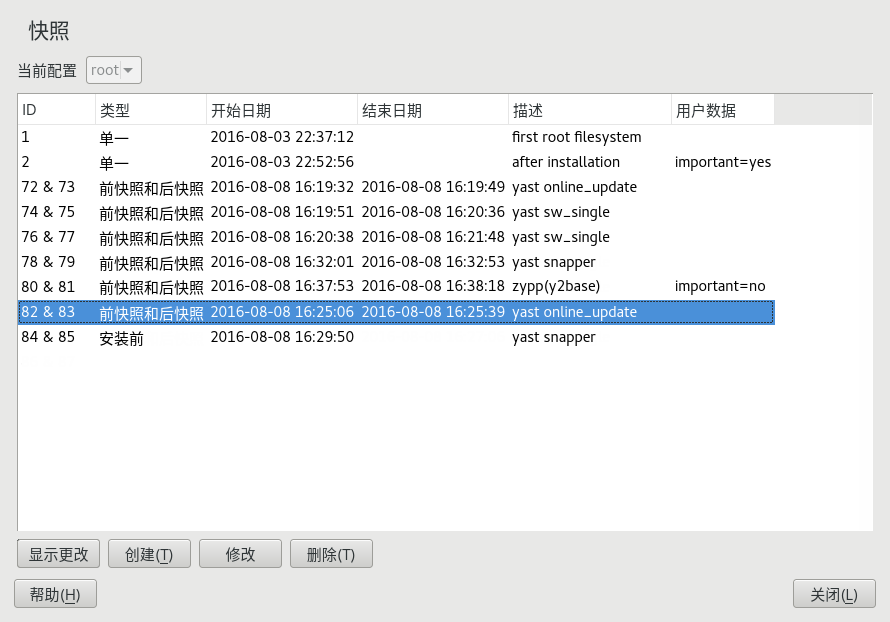 快照
当前配置 root
ID 类型 开始日期 结束日期 描述 用户数据
1 单一 2016-08-03 22:37:12 first root filesystem
2 单一 2016-08-03 22:52:56 after installation important=yes
72 & 73 前快照和后快照 2016-08-08 16:19:32 2016-08-08 16:19:49 yast online_update
74 & 75 前快照和后快照 2016-08-08 16:19:51 2016-08-08 16:20:36 yast sw_single
76 & 77 前快照和后快照 2016-08-08 16:20:38 2016-08-08 16:21:48 yast sw_single
78 & 79 前快照和后快照 2016-08-08 16:32:01 2016-08-08 16:32:53 yast snapper
80 & 81 前快照和后快照 2016-08-08 16:37:53 2016-08-08 16:38:18 zypp(y2base) important=no
82 & 83 前快照和后快照 2016-08-08 16:25:06 2016-08-08 16:25:39 yast online_update
84 & 85 安装前 2016-08-08 16:29:50 yast snapper
显示更改 创建(T) 修改 删除(T)
帮助(H) 关闭(L)